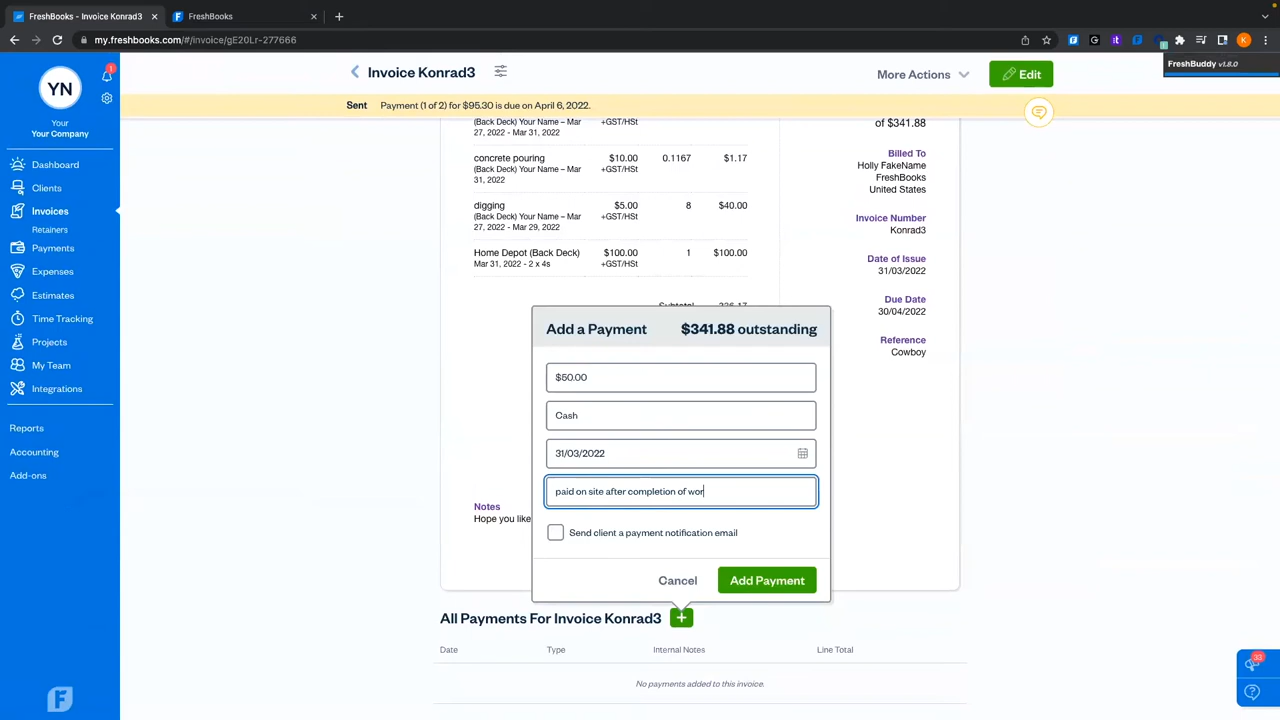 FreshBooks - Invoice Konrad3
FreshBooks
my.freshbooks.com/#/invoice/gE20Lr-277666
YN
1
Your
Your Company
Dashboard
Clients
Invoices
Retainers
Payments
Expenses
Estimates
Time Tracking
Projects
My Team
Integrations
Reports
Accounting
Add-ons
Invoice Konrad3
More Actions
Edit
FreshBuddy v1.8.0
Sent Payment (1 of 2) for $95.30 is due on April 6, 2022.
(Back Deck) Your Name – Mar +GST/HSt
27, 2022 - Mar 31, 2022
concrete pouring $10.00 0.1167 $1.17
(Back Deck) Your Name – Mar +GST/HSt
31, 2022
digging $5.00 8 $40.00
(Back Deck) Your Name – Mar +GST/HSt
27, 2022 - Mar 29, 2022
Home Depot (Back Deck) $100.00 1 $100.00
Mar 31, 2022 - 2 x 4s +GST/HSt
Subtotal 336.17
of $341.88
Billed To
Holly FakeName
FreshBooks
United States
Invoice Number
Konrad3
Date of Issue
31/03/2022
Due Date
30/04/2022
Reference
Cowboy
Add a Payment $341.88 outstanding
$50.00
Cash
31/03/2022
paid on site after completion of wor
Send client a payment notification email
Cancel Add Payment
Notes
Hope you like
All Payments For Invoice Konrad3 +
Date Type Internal Notes Line Total
No payments added to this invoice.
33